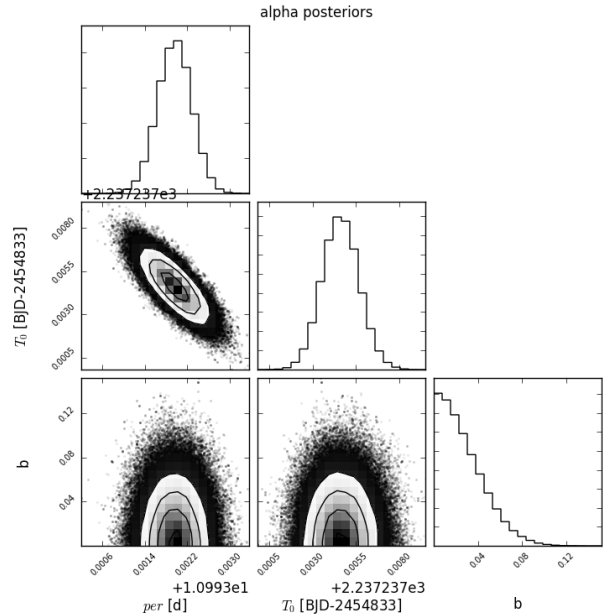 alpha posteriors
+2.237237e3
T₀ [BJD-2454833]
0.0080
0.0055
0.0030
0.0005
b
0.12
0.08
0.04
0.0006
0.0014
0.0022
0.0030
0.0005
0.0030
0.0055
0.0080
0.04
0.08
0.12
+1.0993e1
+2.237237e3
per [d]
T₀ [BJD-2454833]
b